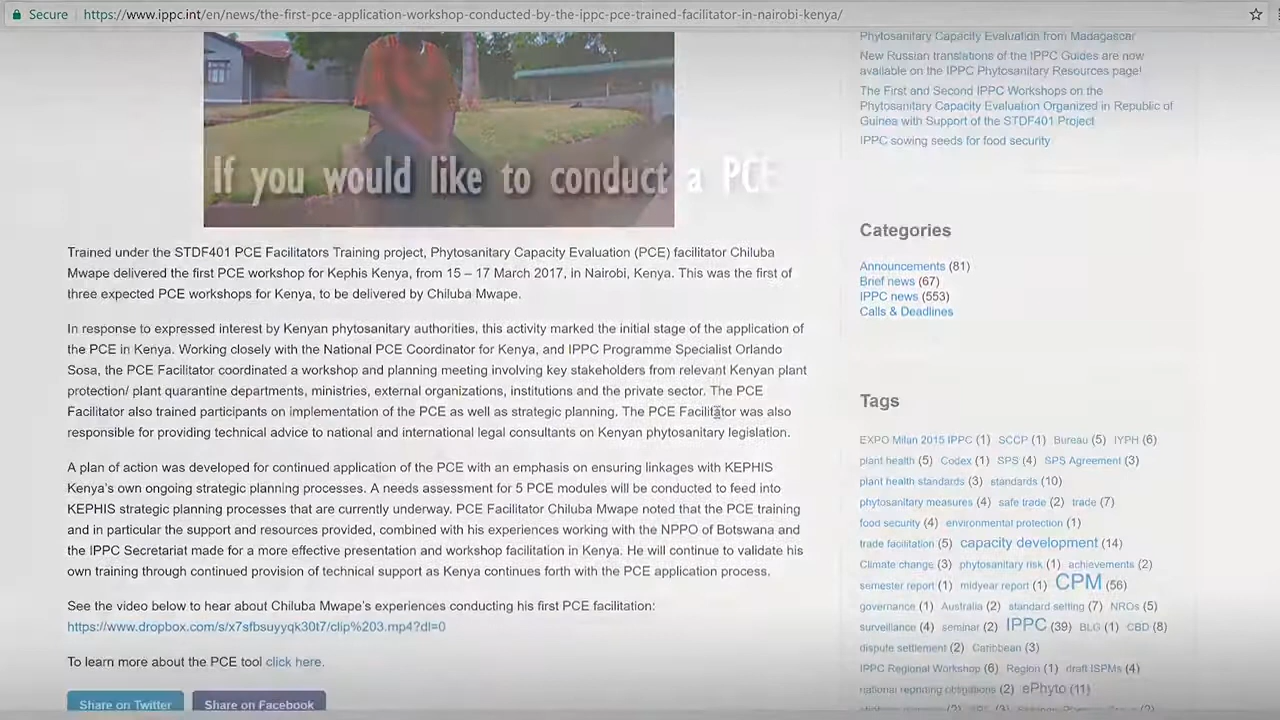 Secure https://www.ippc.int/en/news/the-first-pce-application-workshop-conducted-by-the-ippc-pce-trained-facilitator-in-nairobi-kenya/
If you would like to conduct a PCE
Trained under the STDF401 PCE Facilitators Training project, Phytosanitary Capacity Evaluation (PCE) facilitator Chiluba
Mwape delivered the first PCE workshop for Kephis Kenya, from 15 – 17 March 2017, in Nairobi, Kenya. This was the first of
three expected PCE workshops for Kenya, to be delivered by Chiluba Mwape.
In response to expressed interest by Kenyan phytosanitary authorities, this activity marked the initial stage of the application of
the PCE in Kenya. Working closely with the National PCE Coordinator for Kenya, and IPPC Programme Specialist Orlando
Sosa, the PCE Facilitator coordinated a workshop and planning meeting involving key stakeholders from relevant Kenyan plant
protection/ plant quarantine departments, ministries, external organizations, institutions and the private sector. The PCE
Facilitator also trained participants on implementation of the PCE as well as strategic planning. The PCE Facilitator was also
responsible for providing technical advice to national and international legal consultants on Kenyan phytosanitary legislation.
A plan of action was developed for continued application of the PCE with an emphasis on ensuring linkages with KEPHIS
Kenya's own ongoing strategic planning processes. A needs assessment for 5 PCE modules will be conducted to feed into
KEPHIS strategic planning processes that are currently underway. PCE Facilitator Chiluba Mwape noted that the PCE training
and in particular the support and resources provided, combined with his experiences working with the NPPO of Botswana and
the IPPC Secretariat made for a more effective presentation and workshop facilitation in Kenya. He will continue to validate his
own training through continued provision of technical support as Kenya continues forth with the PCE application process.
See the video below to hear about Chiluba Mwape's experiences conducting his first PCE facilitation:
https://www.dropbox.com/s/x7sfbsuyyqk30t7/clip%203.mp4?dl=0
To learn more about the PCE tool click here.
Share on Twitter Share on Facebook
Phytosanitary Capacity Evaluation from Madagascar
New Russian translations of the IPPC Guides are now
available on the IPPC Phytosanitary Resources page!
The First and Second IPPC Workshops on the
Phytosanitary Capacity Evaluation Organized in Republic of
Guinea with Support of the STDF401 Project
IPPC sowing seeds for food security
Categories
Announcements (81)
Brief news (67)
IPPC news (553)
Calls & Deadlines
Tags
EXPO Milan 2015 IPPC (1) SCCP (1) Bureau (5) IYPH (6)
plant health (5) Codex (1) SPS (4) SPS Agreement (3)
plant health standards (3) standards (10)
phytosanitary measures (4) safe trade (2) trade (7)
food security (4) environmental protection (1)
trade facilitation (5) capacity development (14)
Climate change (3) phytosanitary risk (1) achievements (2)
semester report (1) midyear report (1) CPM (56)
governance (1) Australia (2) standard setting (7) NROs (5)
surveillance (4) seminar (2) IPPC (39) BLG (1) CBD (8)
dispute settlement (2) Caribbean (3)
IPPC Regional Workshop (6) Region (1) draft ISPMs (4)
national reporting obligations (2) ePhyto (11)